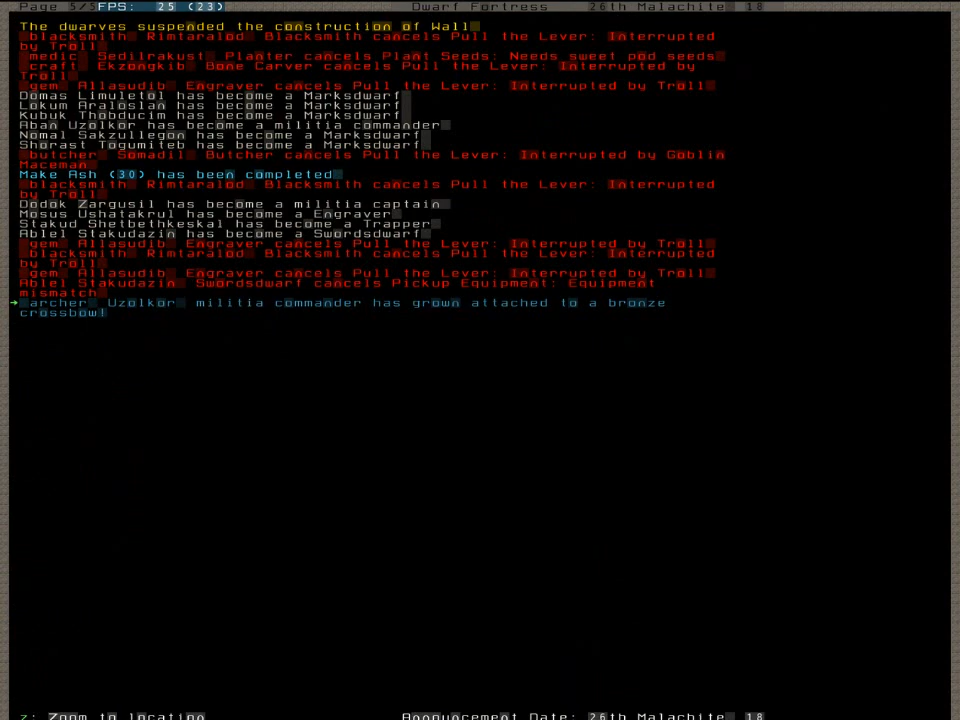 Page 5/5 FPS: 25 (23) Dwarf Fortress 26th Malachite 18
The dwarves suspended the construction of Wall
blacksmith Rimtaralod Blacksmith cancels Pull the Lever: Interrupted
by Troll
medic Sedilrakust Planter cancels Plant Seeds: Needs sweet pod seeds
craft Ekzongkib Bone Carver cancels Pull the Lever: Interrupted by
Troll
gem Allasudib Engraver cancels Pull the Lever: Interrupted by Troll
Domas Limuletol has become a Marksdwarf
Lokum Araloslan has become a Marksdwarf
Kubuk Thobducim has become a Marksdwarf
Aban Uzolkor has become a militia commander
Nomal Sakzullegon has become a Marksdwarf
Shorast Togumiteb has become a Marksdwarf
butcher Somadil Butcher cancels Pull the Lever: Interrupted by Goblin
Maceman
Make Ash (30) has been completed
blacksmith Rimtaralod Blacksmith cancels Pull the Lever: Interrupted
by Troll
Dodok Zargusil has become a militia captain
Mosus Ushatakrul has become a Engraver
Stakud Shetbethkeskal has become a Trapper
Ablel Stakudazin has become a Swordsdwarf
gem Allasudib Engraver cancels Pull the Lever: Interrupted by Troll
blacksmith Rimtaralod Blacksmith cancels Pull the Lever: Interrupted by Troll
gem Allasudib Engraver cancels Pull the Lever: Interrupted by Troll
Ablel Stakudazin Swordsdwarf cancels Pickup Equipment: Equipment
mismatch
archer Uzolkor militia commander has grown attached to a bronze
crossbow!
z: Zoom to location Announcement Date: 26th Malachite 18